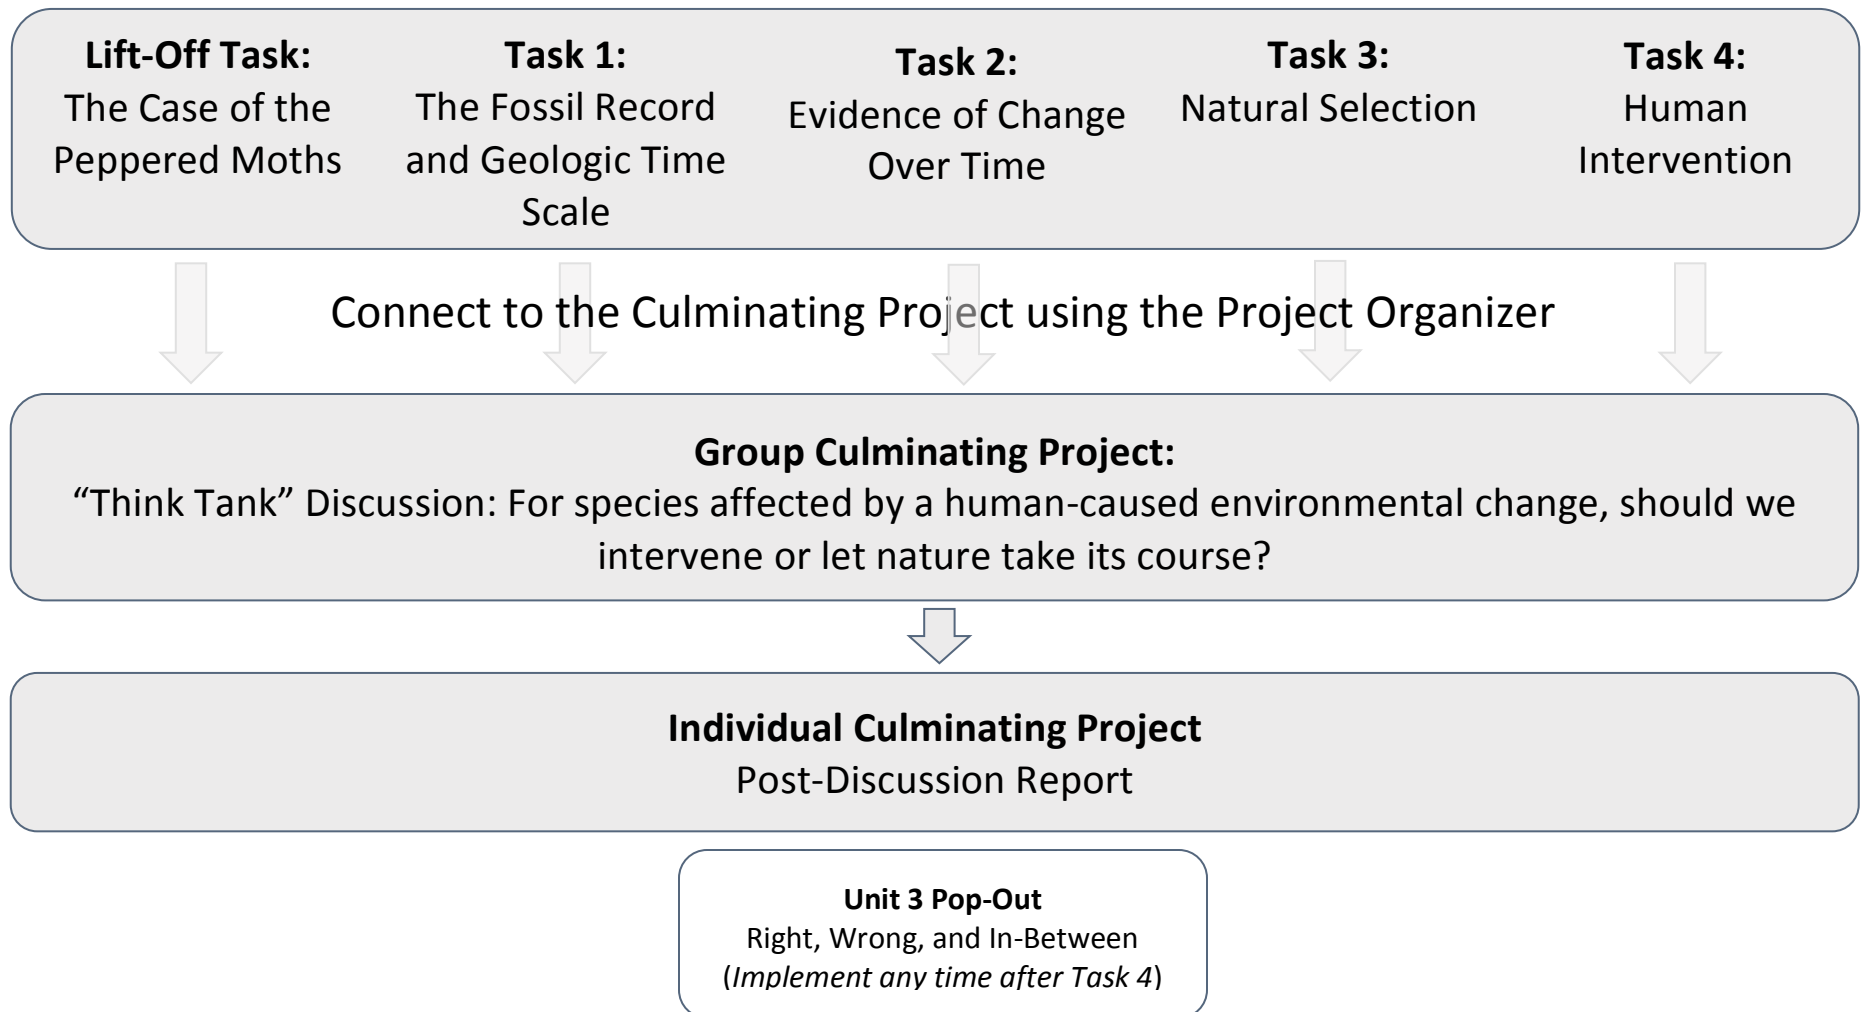 Lift-Off Task:
The Case of the
Peppered Moths
Task 1:
The Fossil Record
and Geologic Time
Scale
Task 2:
Evidence of Change
Over Time
Task 3:
Natural Selection
Task 4:
Human
Intervention
Connect to the Culminating Project using the Project Organizer
Group Culminating Project:
“Think Tank” Discussion: For species affected by a human-caused environmental change, should we
intervene or let nature take its course?
Individual Culminating Project
Post-Discussion Report
Unit 3 Pop-Out
Right, Wrong, and In-Between
(Implement any time after Task 4)